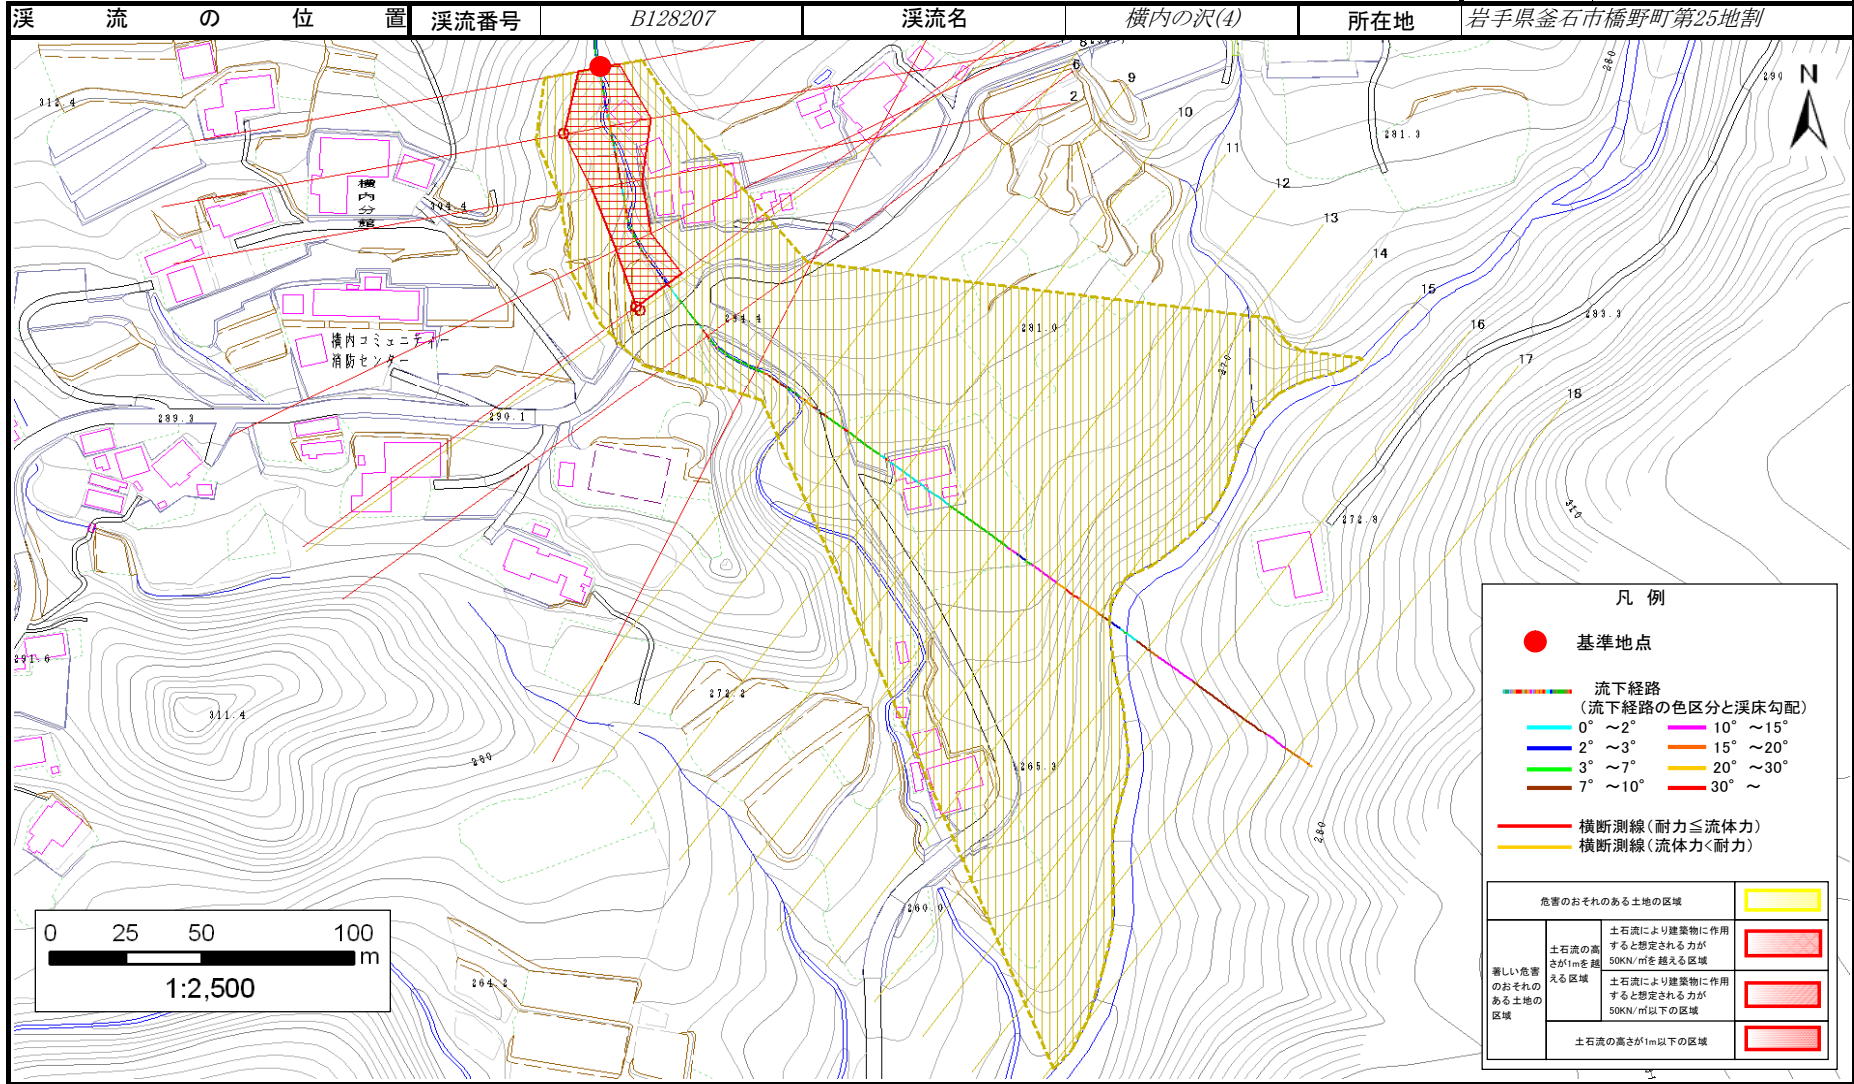 渓流の位置 渓流番号 B128207 渓流名 横内の沢(4) 所在地 岩手県釜石市橋野町第25地割
N
312.4
横内分館
304.4
横内コミュニティー
消防センター
289.3
290.1
294.4
281.0
281.3
280
290
283.3
270
272.8
310
291.6
311.4
280
272.2
265.3
260.0
264.2
280
2
6
8
9
10
11
12
13
14
15
16
17
18
0 25 50 100
m
1:2,500
凡 例
基準地点
流下経路
(流下経路の色区分と渓床勾配)
0° ～2° 10° ～15°
2° ～3° 15° ～20°
3° ～7° 20° ～30°
7° ～10° 30° ～
横断測線(耐力≦流体力)
横断測線(流体力<耐力)
危害のおそれのある土地の区域
著しい危害
のおそれの
ある土地の
区域
土石流の高
さが1mを越
える区域
土石流により建築物に作用
すると想定される力が
50KN/㎡を越える区域
土石流により建築物に作用
すると想定される力が
50KN/㎡以下の区域
土石流の高さが1m以下の区域